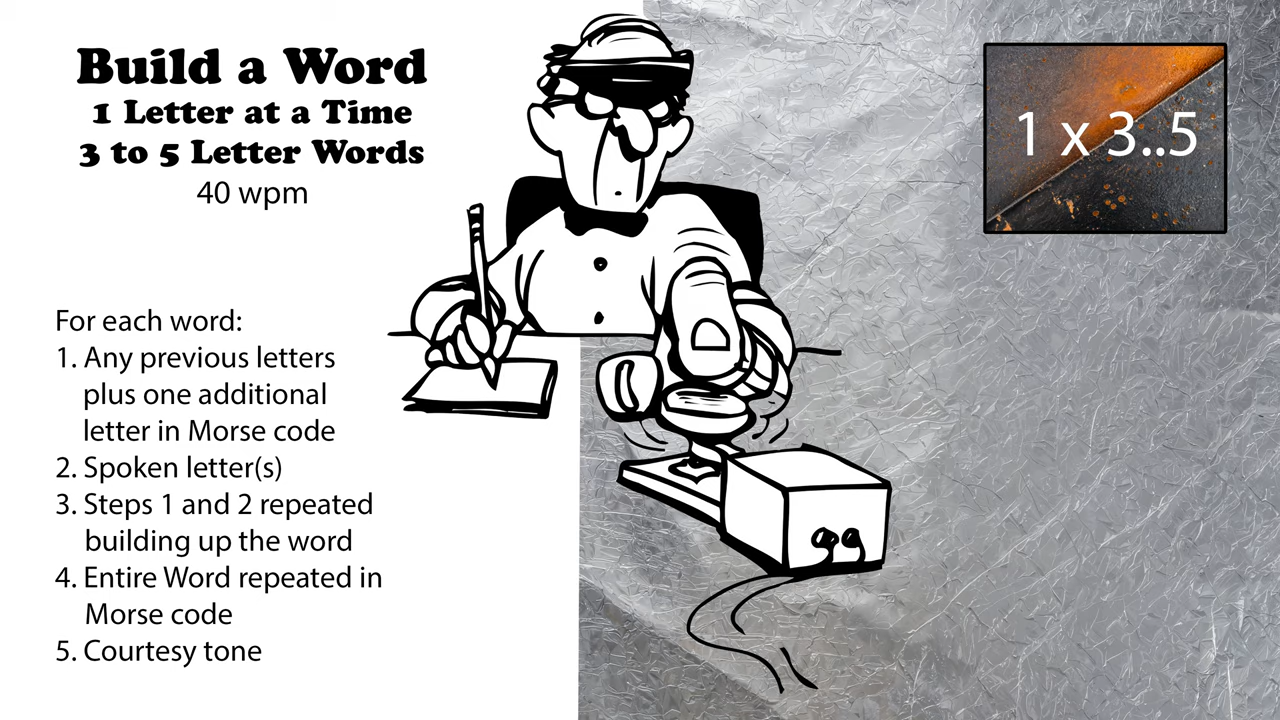 Build a Word
1 Letter at a Time
3 to 5 Letter Words
40 wpm
1 x 3..5
For each word:
1. Any previous letters
plus one additional
letter in Morse code
2. Spoken letter(s)
3. Steps 1 and 2 repeated
building up the word
4. Entire Word repeated in
Morse code
5. Courtesy tone